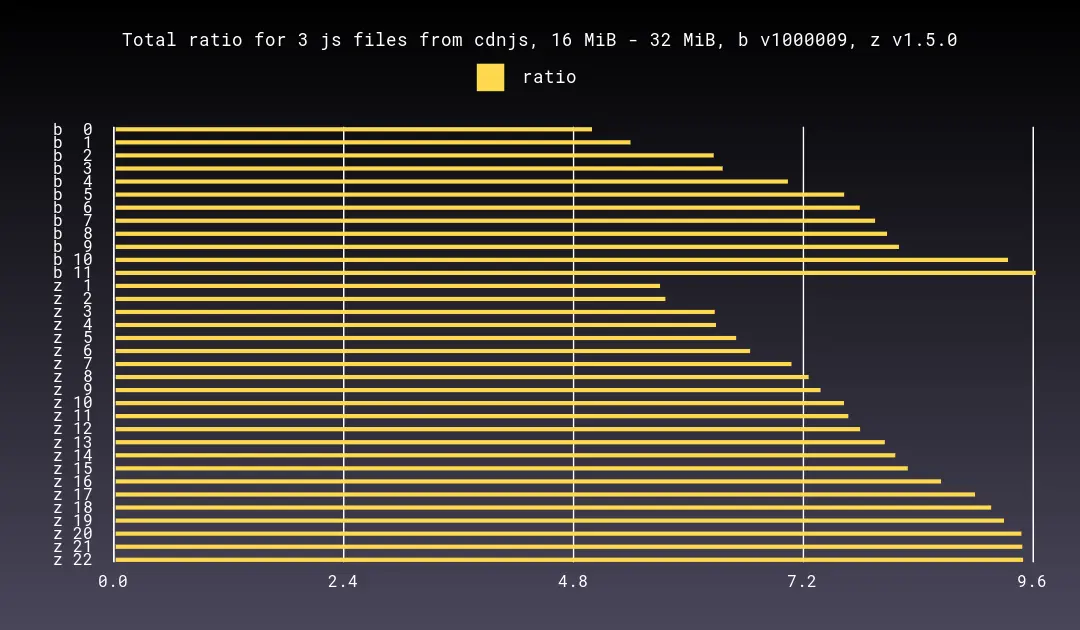 Total ratio for 3 js files from cdnjs, 16 MiB - 32 MiB, b v1000009, z v1.5.0
ratio
b 0
b 1
b 2
b 3
b 4
b 5
b 6
b 7
b 8
b 9
b 10
b 11
z 1
z 2
z 3
z 4
z 5
z 6
z 7
z 8
z 9
z 10
z 11
z 12
z 13
z 14
z 15
z 16
z 17
z 18
z 19
z 20
z 21
z 22
0.0 2.4 4.8 7.2 9.6